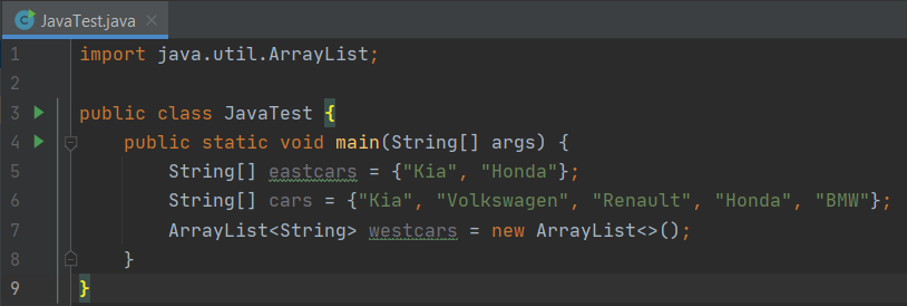 JavaTest.java
1 import java.util.ArrayList;
2
3 public class JavaTest {
4     public static void main(String[] args) {
5         String[] eastcars = {"Kia", "Honda"};
6         String[] cars = {"Kia", "Volkswagen", "Renault", "Honda", "BMW"};
7         ArrayList<String> westcars = new ArrayList<>();
8     }
9 }